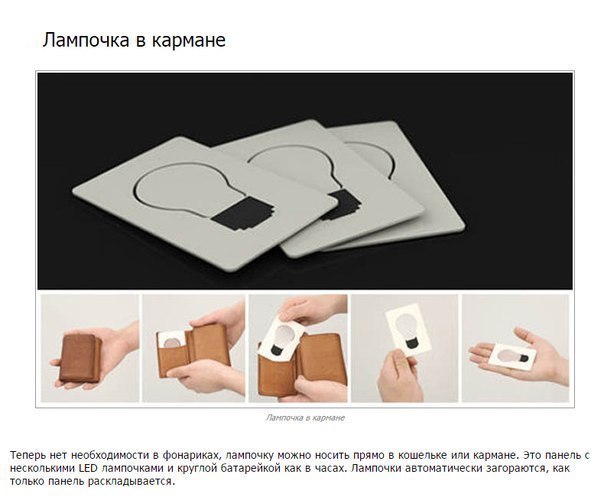 Лампочка в кармане
Лампочка в кармане
Теперь нет необходимости в фонариках, лампочку можно носить прямо в кошельке или кармане. Это панель с
несколькими LED лампочками и круглой батарейкой как в часах. Лампочки автоматически загораются, как
только панель раскладывается.